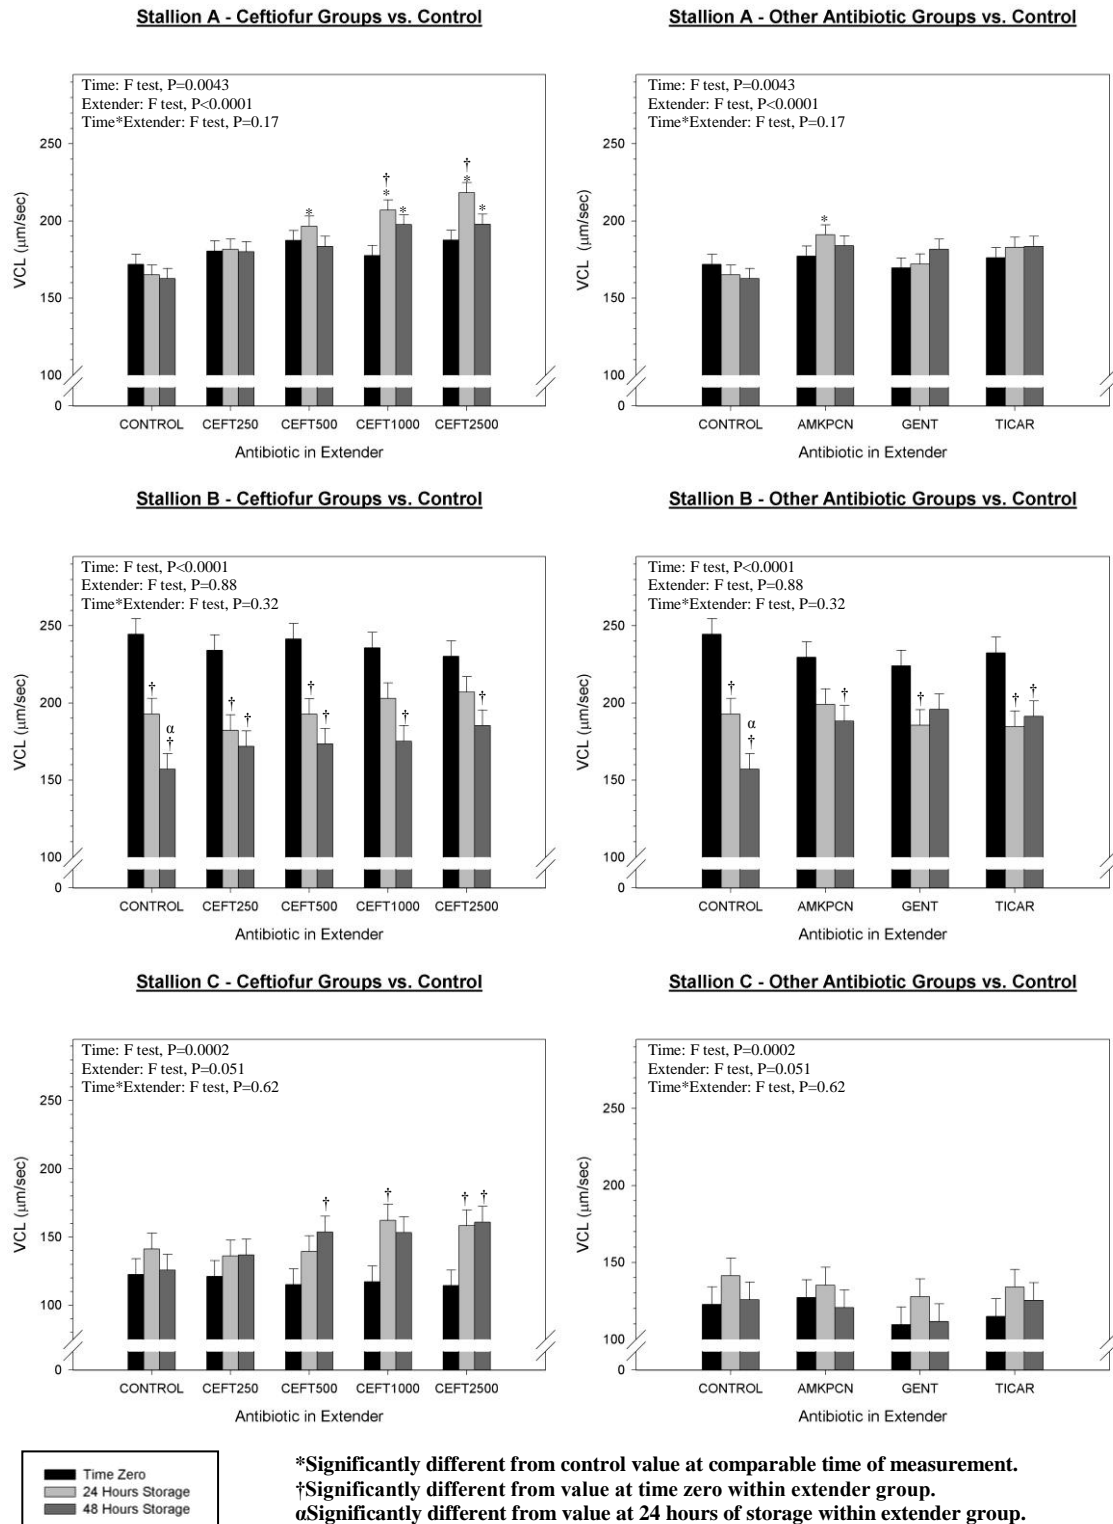 Stallion A - Ceftiofur Groups vs. Control
Time: F test, P=0.0043
Extender: F test, P<0.0001
Time*Extender: F test, P=0.17
VCL (μm/sec)
250
200
150
100
0
†
†
*
*
*
*
*
CONTROL CEFT250 CEFT500 CEFT1000 CEFT2500
Antibiotic in Extender
Stallion A - Other Antibiotic Groups vs. Control
Time: F test, P=0.0043
Extender: F test, P<0.0001
Time*Extender: F test, P=0.17
VCL (μm/sec)
250
200
150
100
0
*
CONTROL AMKPCN GENT TICAR
Antibiotic in Extender
Stallion B - Ceftiofur Groups vs. Control
Time: F test, P<0.0001
Extender: F test, P=0.88
Time*Extender: F test, P=0.32
VCL (μm/sec)
250
200
150
100
0
†
α
†
†
†
†
†
†
†
CONTROL CEFT250 CEFT500 CEFT1000 CEFT2500
Antibiotic in Extender
Stallion B - Other Antibiotic Groups vs. Control
Time: F test, P<0.0001
Extender: F test, P=0.88
Time*Extender: F test, P=0.32
VCL (μm/sec)
250
200
150
100
0
†
α
†
†
†
†
†
CONTROL AMKPCN GENT TICAR
Antibiotic in Extender
Stallion C - Ceftiofur Groups vs. Control
Time: F test, P=0.0002
Extender: F test, P=0.051
Time*Extender: F test, P=0.62
VCL (μm/sec)
250
200
150
100
0
†
†
†
†
CONTROL CEFT250 CEFT500 CEFT1000 CEFT2500
Antibiotic in Extender
Stallion C - Other Antibiotic Groups vs. Control
Time: F test, P=0.0002
Extender: F test, P=0.051
Time*Extender: F test, P=0.62
VCL (μm/sec)
250
200
150
100
0
CONTROL AMKPCN GENT TICAR
Antibiotic in Extender
Time Zero
24 Hours Storage
48 Hours Storage
*Significantly different from control value at comparable time of measurement.
†Significantly different from value at time zero within extender group.
αSignificantly different from value at 24 hours of storage within extender group.